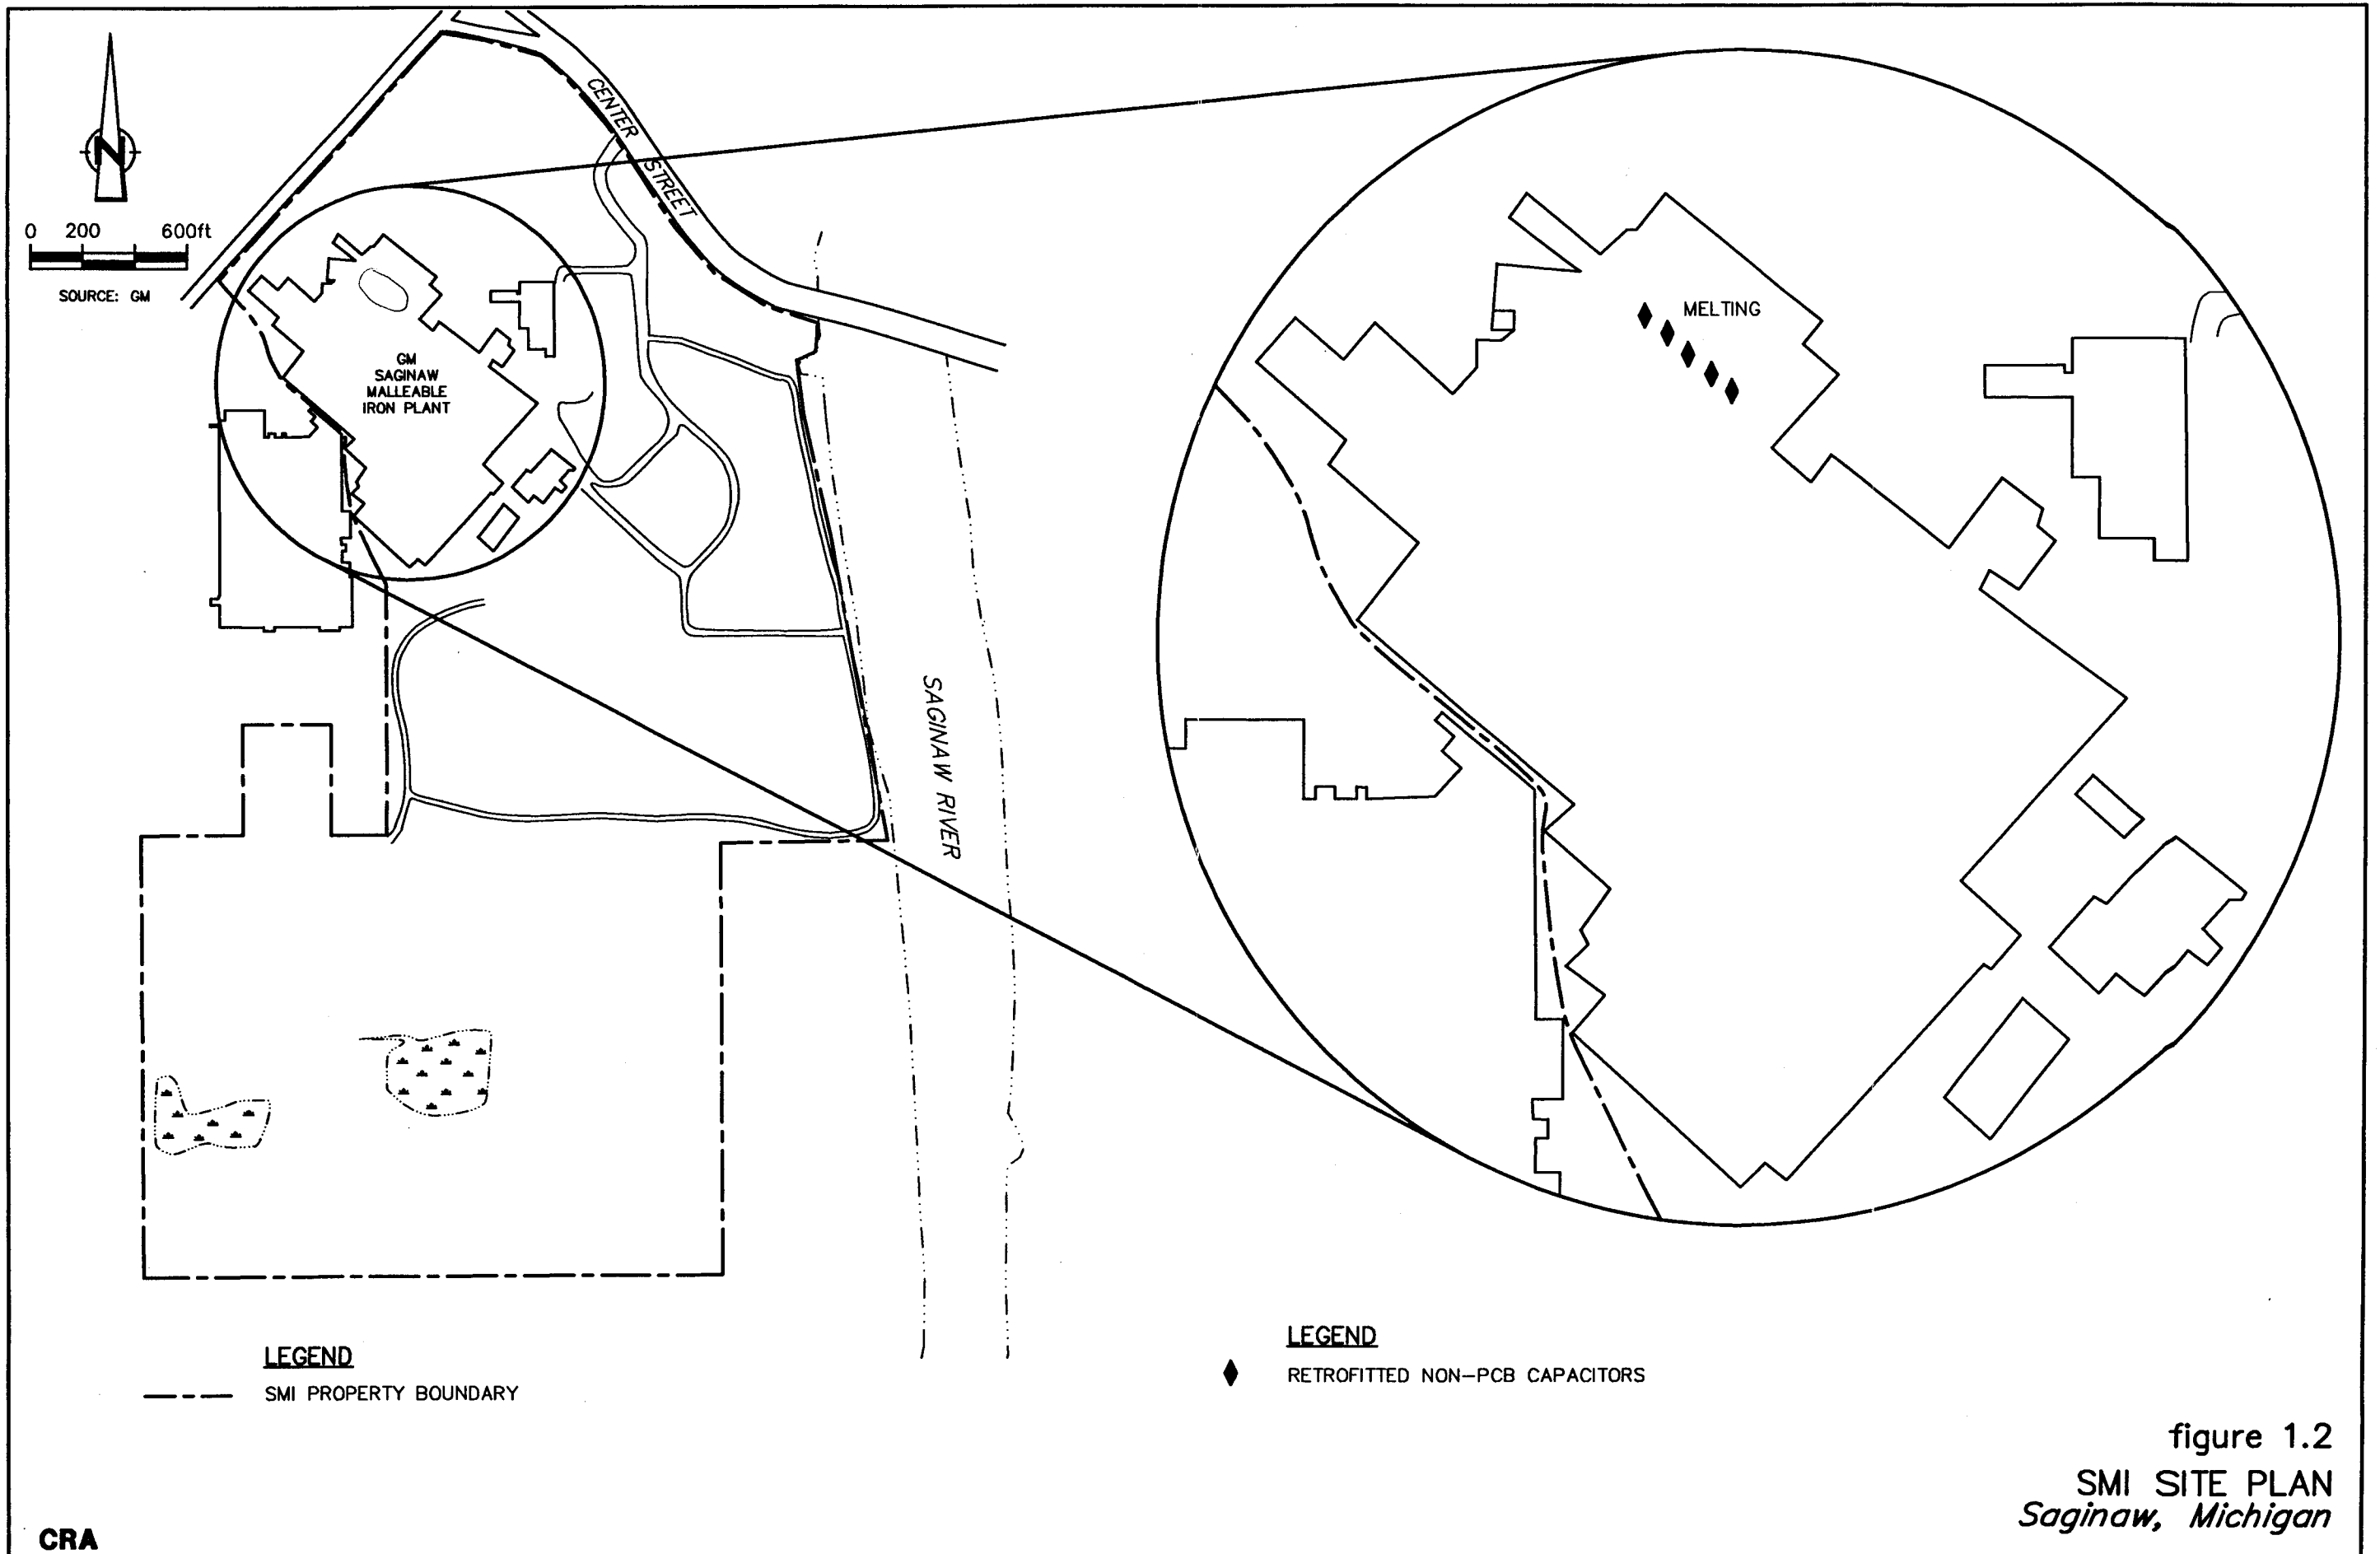 N
0 200 600ft
SOURCE: GM
CENTER
STREET
GM
SAGINAW
MALLEABLE
IRON PLANT
SAGINAW RIVER
MELTING
LEGEND
SMI PROPERTY BOUNDARY
LEGEND
RETROFITTED NON-PCB CAPACITORS
figure 1.2
SMI SITE PLAN
Saginaw, Michigan
CRA